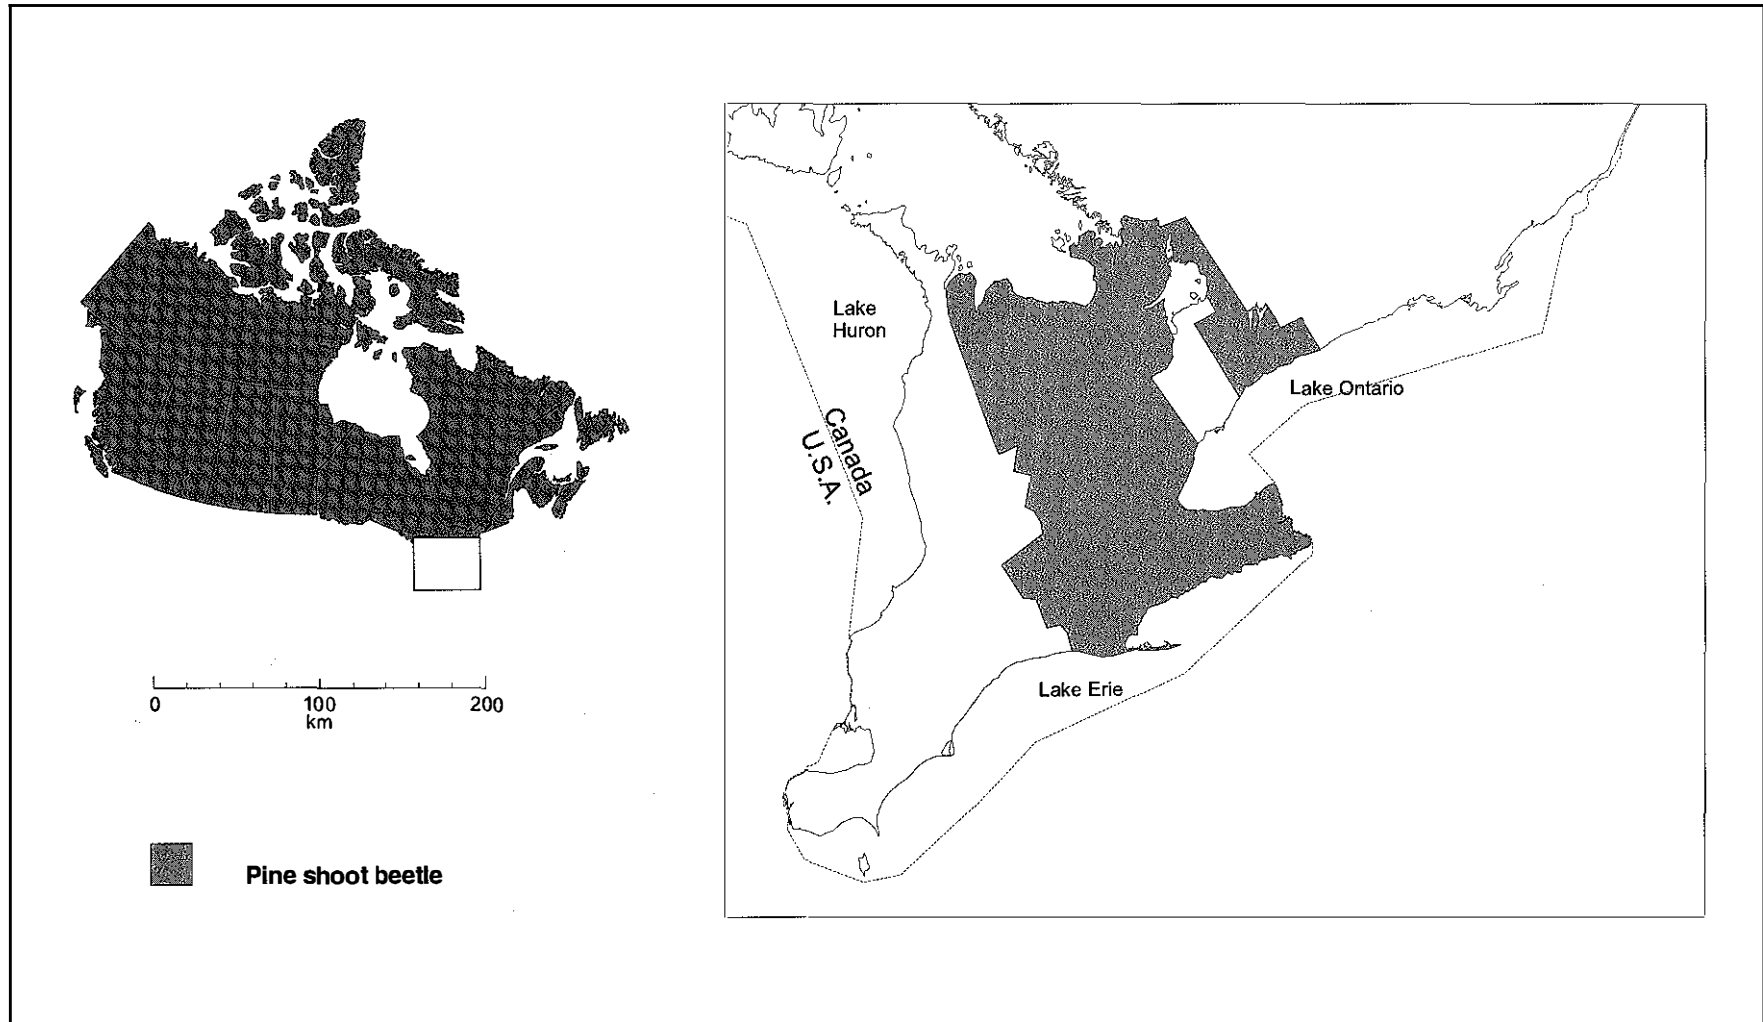 Lake
Huron
Lake Ontario
Canada
U.S.A.
Lake Erie
0 100 200
km
Pine shoot beetle